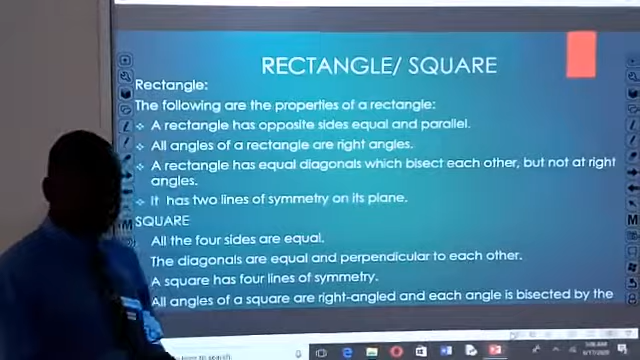 RECTANGLE/ SQUARE
Rectangle:
The following are the properties of a rectangle:
A rectangle has opposite sides equal and parallel.
All angles of a rectangle are right angles.
A rectangle has equal diagonals which bisect each other, but not at right
angles.
It has two lines of symmetry on its plane.
SQUARE
All the four sides are equal.
The diagonals are equal and perpendicular to each other.
A square has four lines of symmetry.
All angles of a square are right-angled and each angle is bisected by the
here to search